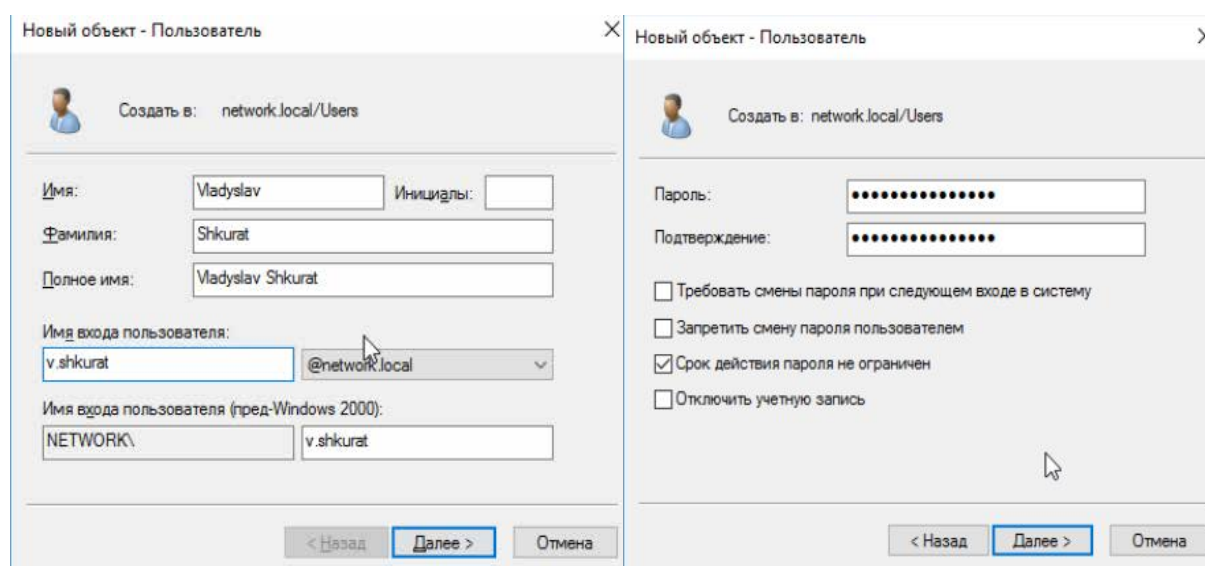 Новый объект - Пользователь
Создать в: network.local/Users
Имя: Vladyslav Инициалы:
Фамилия: Shkurat
Полное имя: Vladyslav Shkurat
Имя входа пользователя:
v.shkurat @network.local
Имя входа пользователя (пред-Windows 2000):
NETWORK\ v.shkurat
< Назад Далее > Отмена
Новый объект - Пользователь
Создать в: network.local/Users
Пароль: •••••••••••••••
Подтверждение: •••••••••••••••
Требовать смены пароля при следующем входе в систему
Запретить смену пароля пользователем
Срок действия пароля не ограничен
Отключить учетную запись
< Назад Далее > Отмена